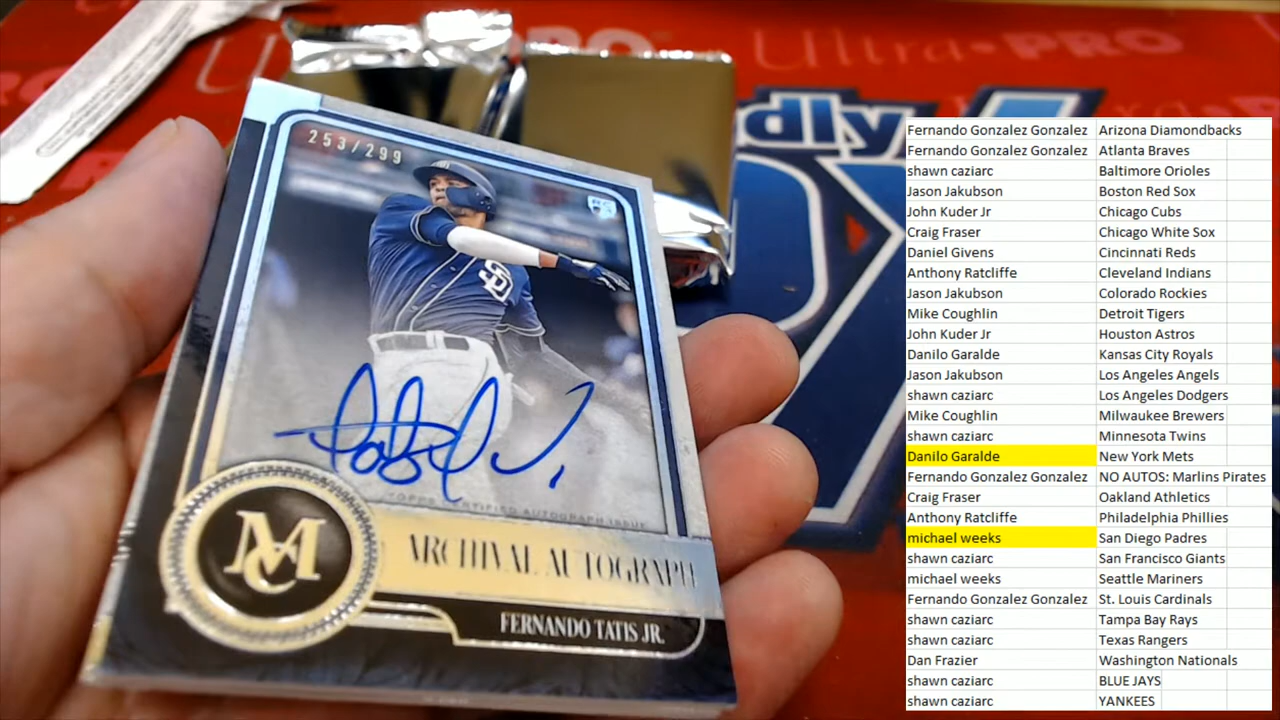 Ultra•PRO
253/299
RC
SD
TOPPS CERTIFIED AUTOGRAPH ISSUE
MC
ARCHIVAL AUTOGRAPH
FERNANDO TATIS JR.
dly
Fernando Gonzalez Gonzalez Arizona Diamondbacks
Fernando Gonzalez Gonzalez Atlanta Braves
shawn caziarc Baltimore Orioles
Jason Jakubson Boston Red Sox
John Kuder Jr Chicago Cubs
Craig Fraser Chicago White Sox
Daniel Givens Cincinnati Reds
Anthony Ratcliffe Cleveland Indians
Jason Jakubson Colorado Rockies
Mike Coughlin Detroit Tigers
John Kuder Jr Houston Astros
Danilo Garalde Kansas City Royals
Jason Jakubson Los Angeles Angels
shawn caziarc Los Angeles Dodgers
Mike Coughlin Milwaukee Brewers
shawn caziarc Minnesota Twins
Danilo Garalde New York Mets
Fernando Gonzalez Gonzalez NO AUTOS: Marlins Pirates
Craig Fraser Oakland Athletics
Anthony Ratcliffe Philadelphia Phillies
michael weeks San Diego Padres
shawn caziarc San Francisco Giants
michael weeks Seattle Mariners
Fernando Gonzalez Gonzalez St. Louis Cardinals
shawn caziarc Tampa Bay Rays
shawn caziarc Texas Rangers
Dan Frazier Washington Nationals
shawn caziarc BLUE JAYS
shawn caziarc YANKEES